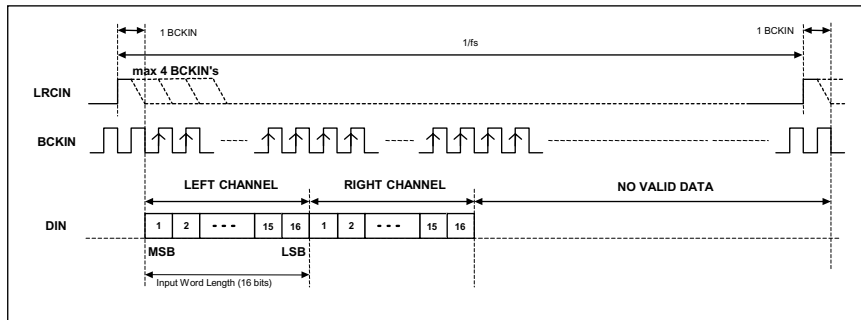 1 BCKIN
1 BCKIN
1/fs
max 4 BCKIN's
LRCIN
BCKIN
LEFT CHANNEL
RIGHT CHANNEL
NO VALID DATA
DIN
1 2 - - - 15 16 1 2 - - - 15 16
MSB
LSB
Input Word Length (16 bits)